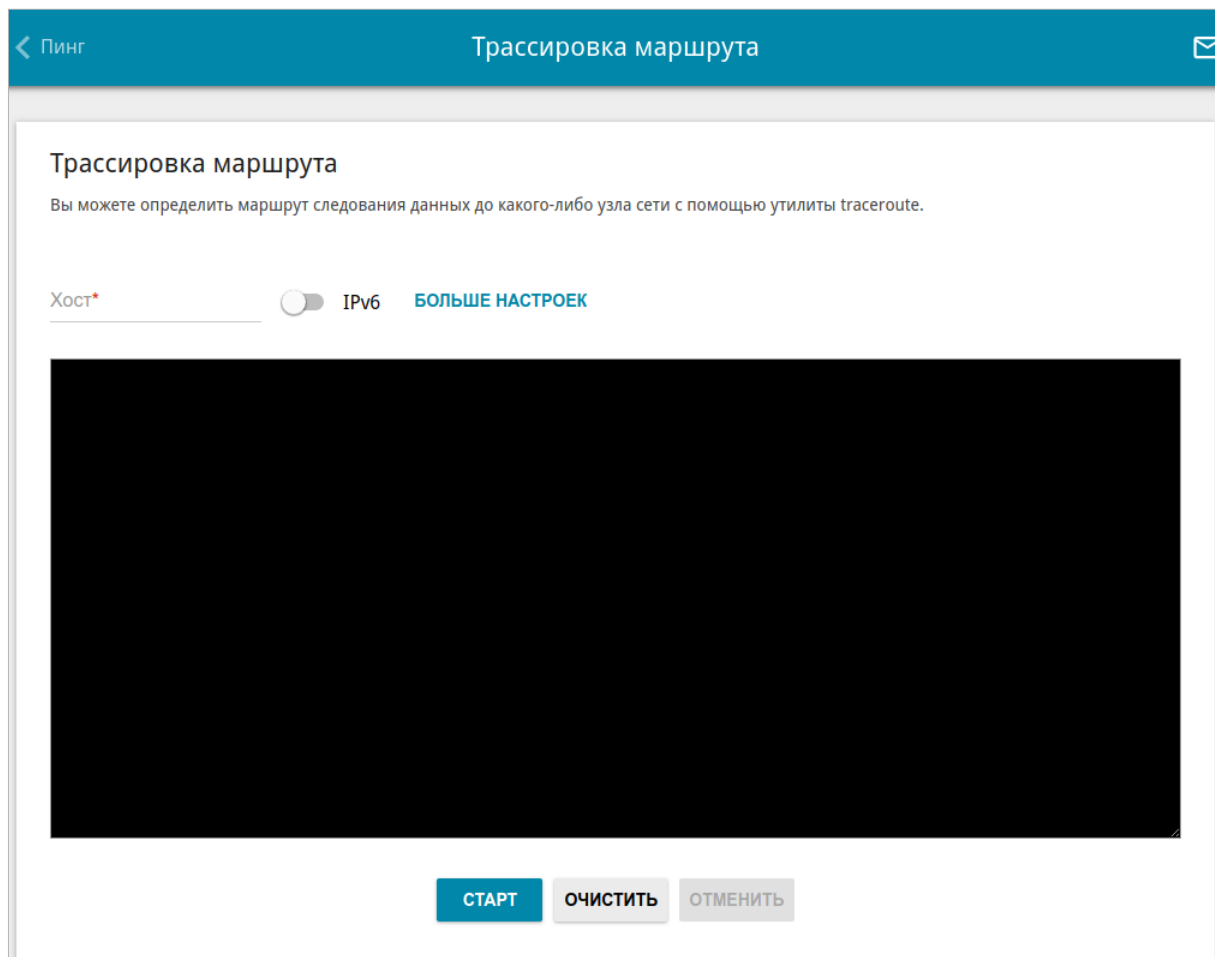 Пинг
Трассировка маршрута
Трассировка маршрута
Вы можете определить маршрут следования данных до какого-либо узла сети с помощью утилиты traceroute.
Хост* IPv6 БОЛЬШЕ НАСТРОЕК
СТАРТ ОЧИСТИТЬ ОТМЕНИТЬ